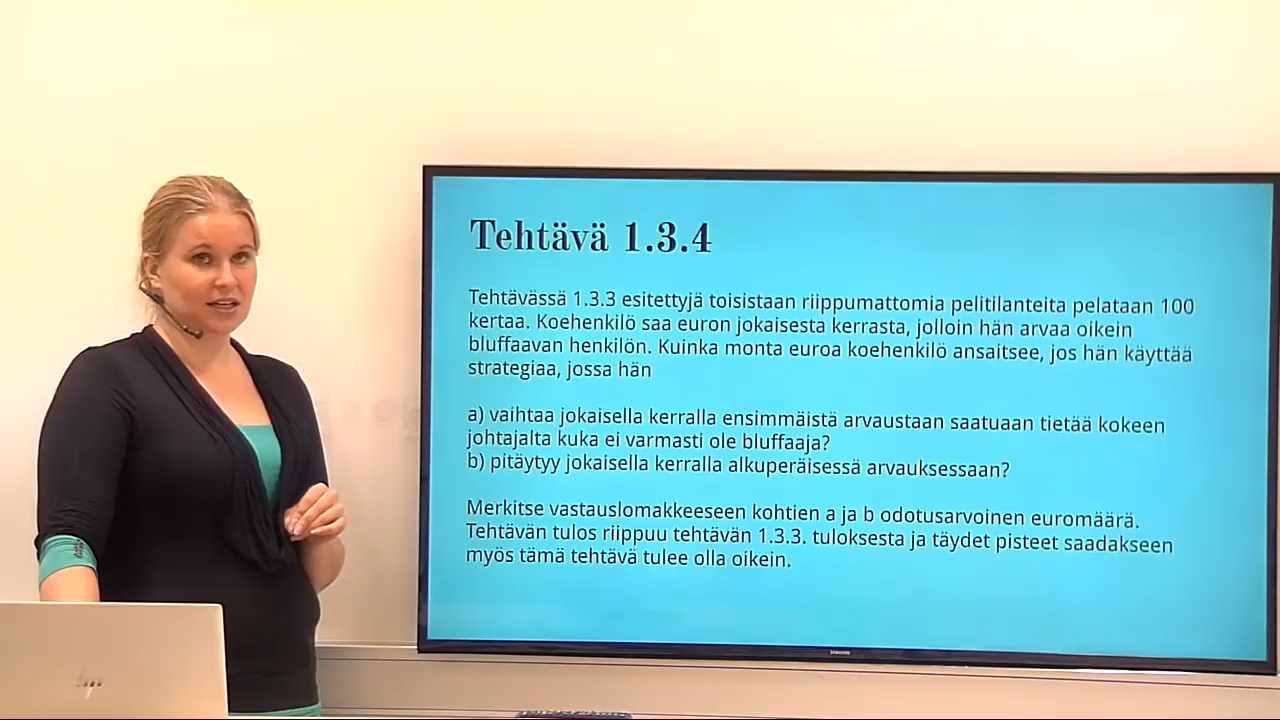 Tehtävä 1.3.4
Tehtävässä 1.3.3 esitettyjä toisistaan riippumattomia pelitilanteita pelataan 100
kertaa. Koehenkilö saa euron jokaisesta kerrasta, jolloin hän arvaa oikein
bluffaavan henkilön. Kuinka monta euroa koehenkilö ansaitsee, jos hän käyttää
strategiaa, jossa hän
a) vaihtaa jokaisella kerralla ensimmäistä arvaustaan saatuaan tietää kokeen
johtajalta kuka ei varmasti ole bluffaaja?
b) pitäytyy jokaisella kerralla alkuperäisessä arvauksessaan?
Merkitse vastauslomakkeeseen kohtien a ja b odotusarvoinen euromäärä.
Tehtävän tulos riippuu tehtävän 1.3.3. tuloksesta ja täydet pisteet saadakseen
myös tämä tehtävä tulee olla oikein.
SAMSUNG
hp